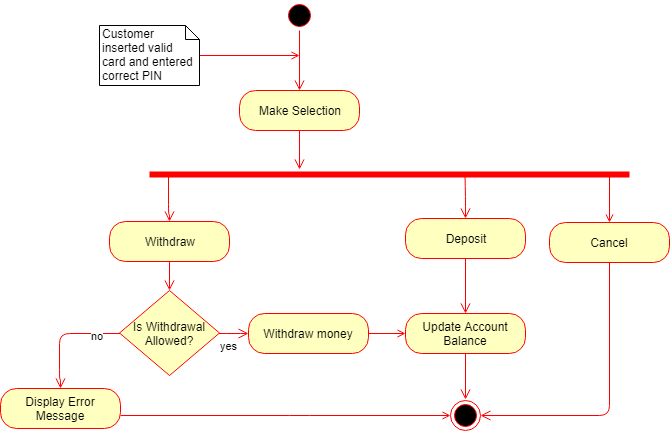 Customer
inserted valid
card and entered
correct PIN
Make Selection
Withdraw
Deposit
Cancel
Is Withdrawal
Allowed?
no
yes
Withdraw money
Update Account
Balance
Display Error
Message